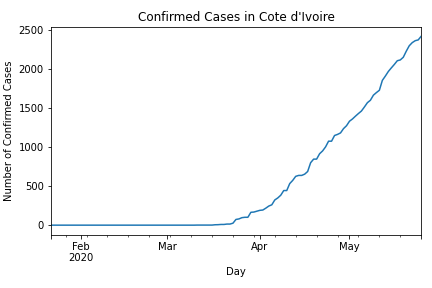 Confirmed Cases in Cote d'Ivoire
Number of Confirmed Cases
2500
2000
1500
1000
500
0
Feb
2020
Mar
Apr
May
Day